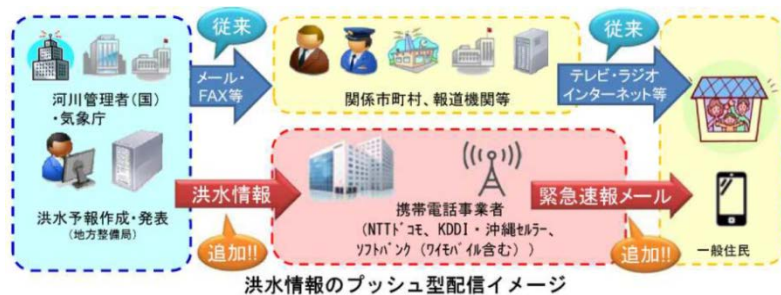 従来
従来
メール・
FAX等
テレビ・ラジオ
インターネット等
河川管理者(国)
・気象庁
関係市町村、報道機関等
洪水情報
緊急速報メール
携帯電話事業者
(NTTドコモ、KDDI・沖縄セルラー、
ソフトバンク(ワイモバイル含む))
洪水予報作成・発表
(地方整備局)
追加!!
追加!!
一般住民
洪水情報のプッシュ型配信イメージ